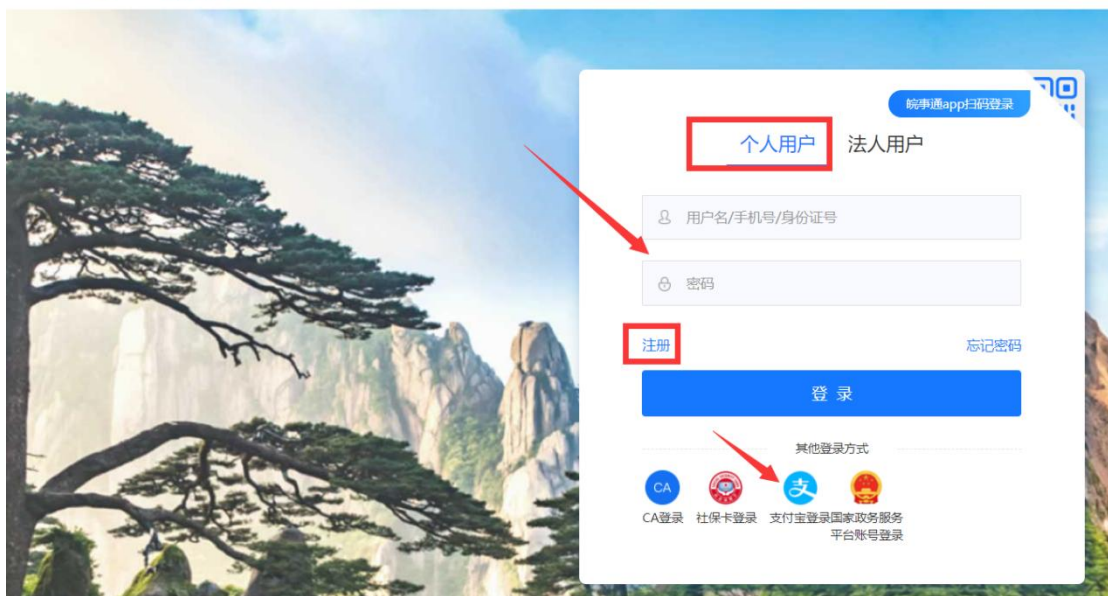 皖事通app扫码登录
个人用户 法人用户
用户名/手机号/身份证号
密码
注册 忘记密码
登 录
其他登录方式
CA
CA登录 社保卡登录 支付宝登录 国家政务服务
平台账号登录